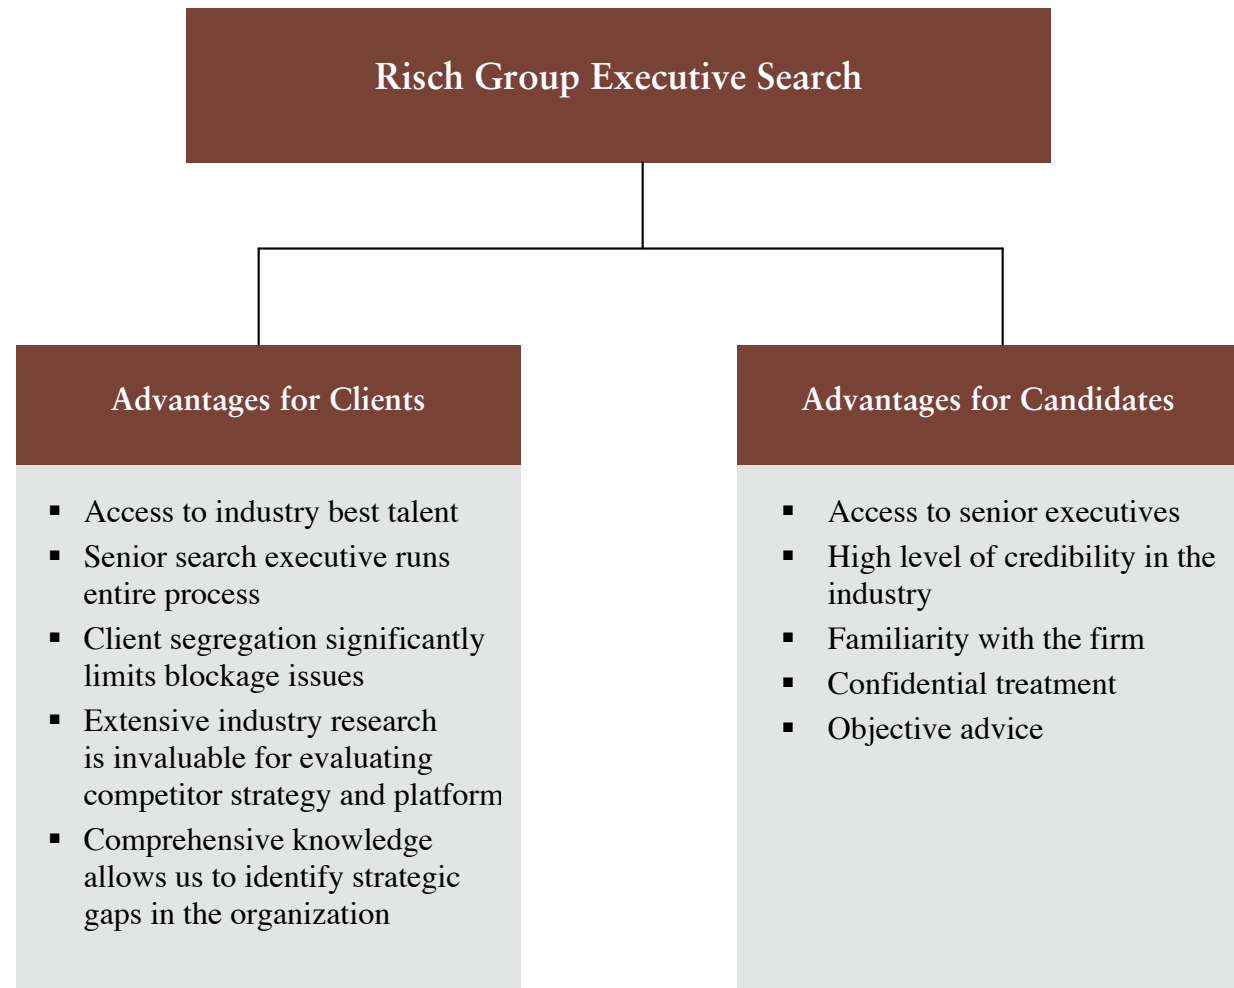 Risch Group Executive Search
Advantages for Clients
▪ Access to industry best talent
▪ Senior search executive runs
entire process
▪ Client segregation significantly
limits blockage issues
▪ Extensive industry research
is invaluable for evaluating
competitor strategy and platform
▪ Comprehensive knowledge
allows us to identify strategic
gaps in the organization
Advantages for Candidates
▪ Access to senior executives
▪ High level of credibility in the
industry
▪ Familiarity with the firm
▪ Confidential treatment
▪ Objective advice